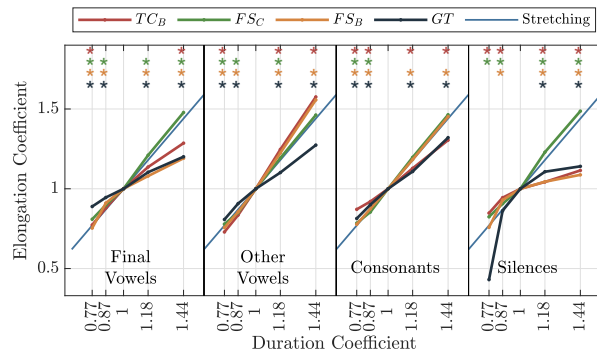 TC_B FS_C FS_B GT Stretching
* * * * * * * *
* * * * * * * * * * * *
* * * * * * * * * * * * *
* * * * * * * * * * * * * *
Elongation Coefficient
1.5
1
0.5
Final Vowels
Other Vowels
Consonants
Silences
0.77 0.87 1 1.18 1.44 0.77 0.87 1 1.18 1.44 0.77 0.87 1 1.18 1.44 0.77 0.87 1 1.18 1.44
Duration Coefficient